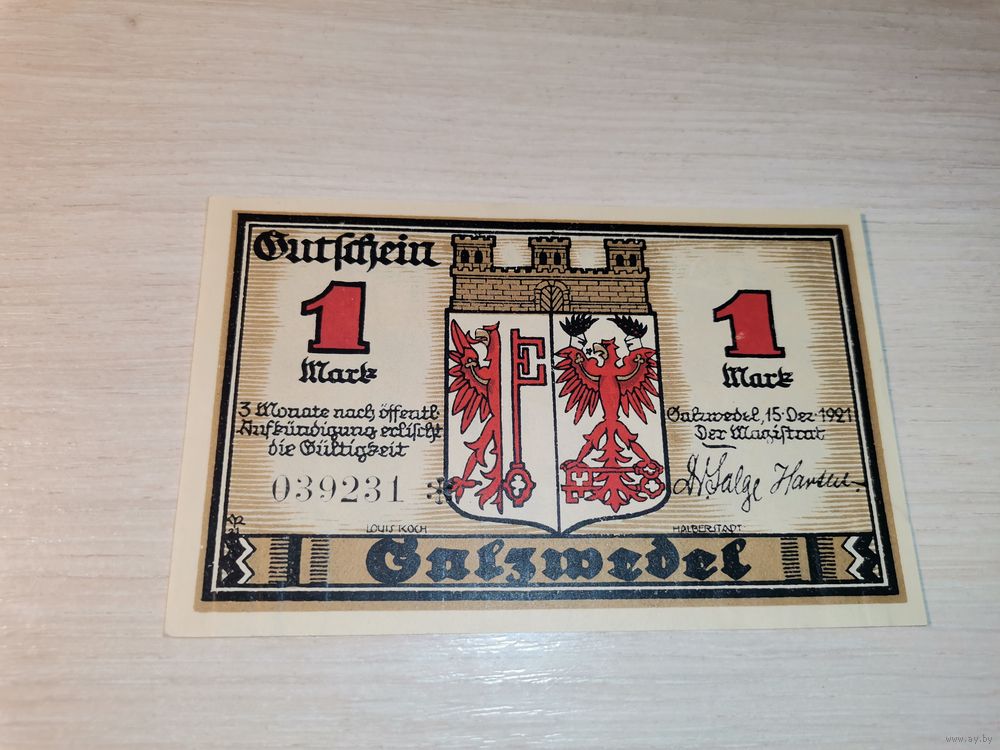 Gutschein
1
Mark
3 Monate nach öffentl.
Aufkündigung erlischt
die Gültigkeit
039231 *
1
Mark
Salzwedel, 15. Dez. 1921
Der Magistrat
Salge
LOUIS KOCH
HALBERSTADT
Salzwedel
www.ay.by